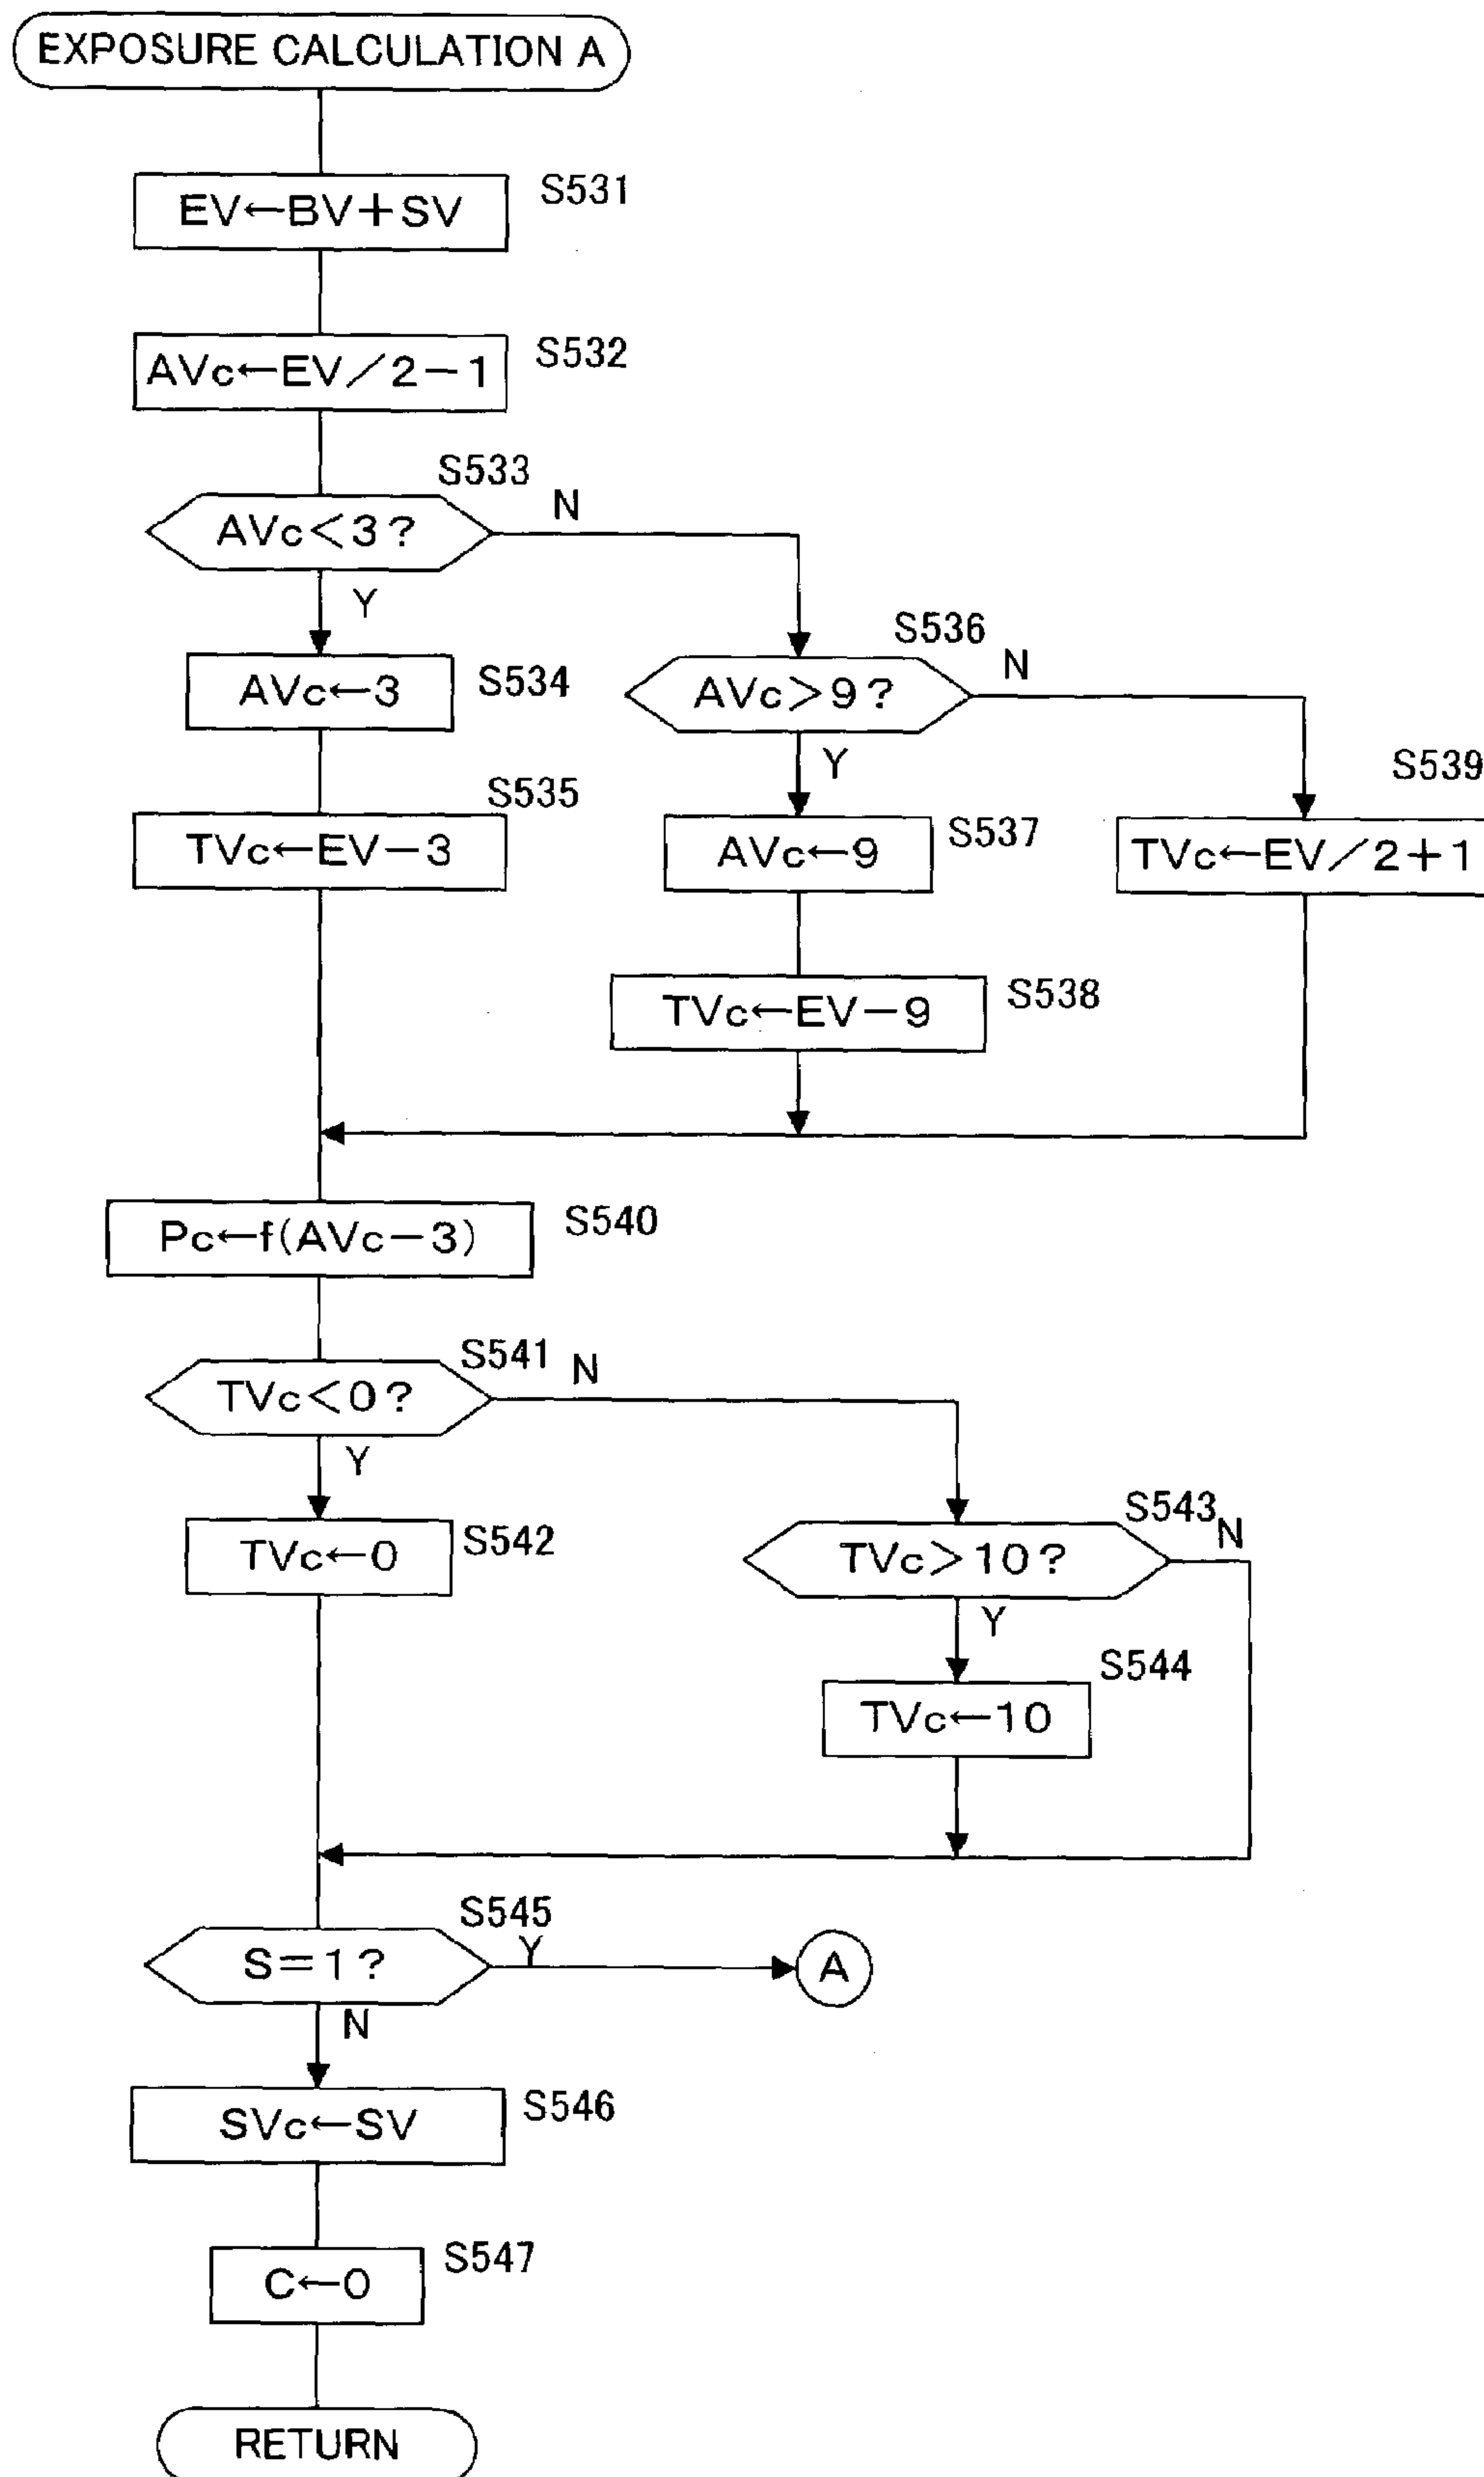 EXPOSURE CALCULATION A
EV←BV+SV
S531
AVc←EV/2-1
S532
S533
AVc<3?
N
Y
AVc←3
S534
S536
AVc>9?
N
Y
S535
TVc←EV-3
AVc←9
S537
S539
TVc←EV/2+1
TVc←EV-9
S538
Pc←f(AVc-3)
S540
S541
TVc<0?
N
Y
TVc←0
S542
S543
TVc>10?
N
Y
S544
TVc←10
S545
S=1?
Y
A
N
SVc←SV
S546
C←0
S547
RETURN